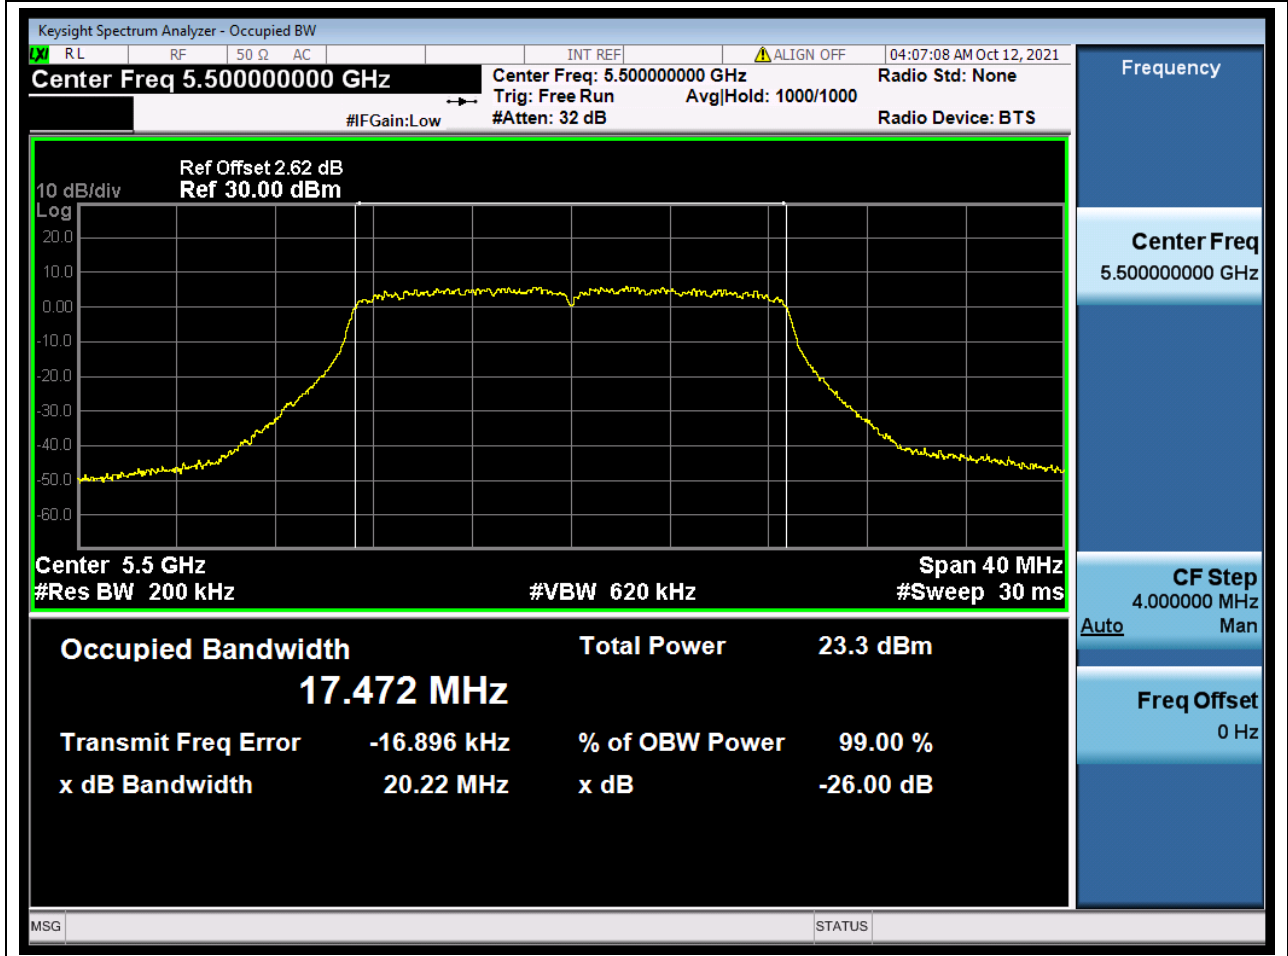 Keysight Spectrum Analyzer - Occupied BW
LXI RL RF 50 Ω AC INT REF ALIGN OFF 04:07:08 AM Oct 12, 2021
Center Freq 5.500000000 GHz
Center Freq: 5.500000000 GHz
Radio Std: None
Trig: Free Run Avg|Hold: 1000/1000
#IFGain:Low
#Atten: 32 dB
Radio Device: BTS
Ref Offset 2.62 dB
10 dB/div Ref 30.00 dBm
Log
20.0
10.0
0.00
-10.0
-20.0
-30.0
-40.0
-50.0
-60.0
Center 5.5 GHz Span 40 MHz
#Res BW 200 kHz #VBW 620 kHz #Sweep 30 ms
Occupied Bandwidth Total Power 23.3 dBm
17.472 MHz
Transmit Freq Error -16.896 kHz % of OBW Power 99.00 %
x dB Bandwidth 20.22 MHz x dB -26.00 dB
Frequency
Center Freq
5.500000000 GHz
CF Step
4.000000 MHz
Auto Man
Freq Offset
0 Hz
MSG STATUS